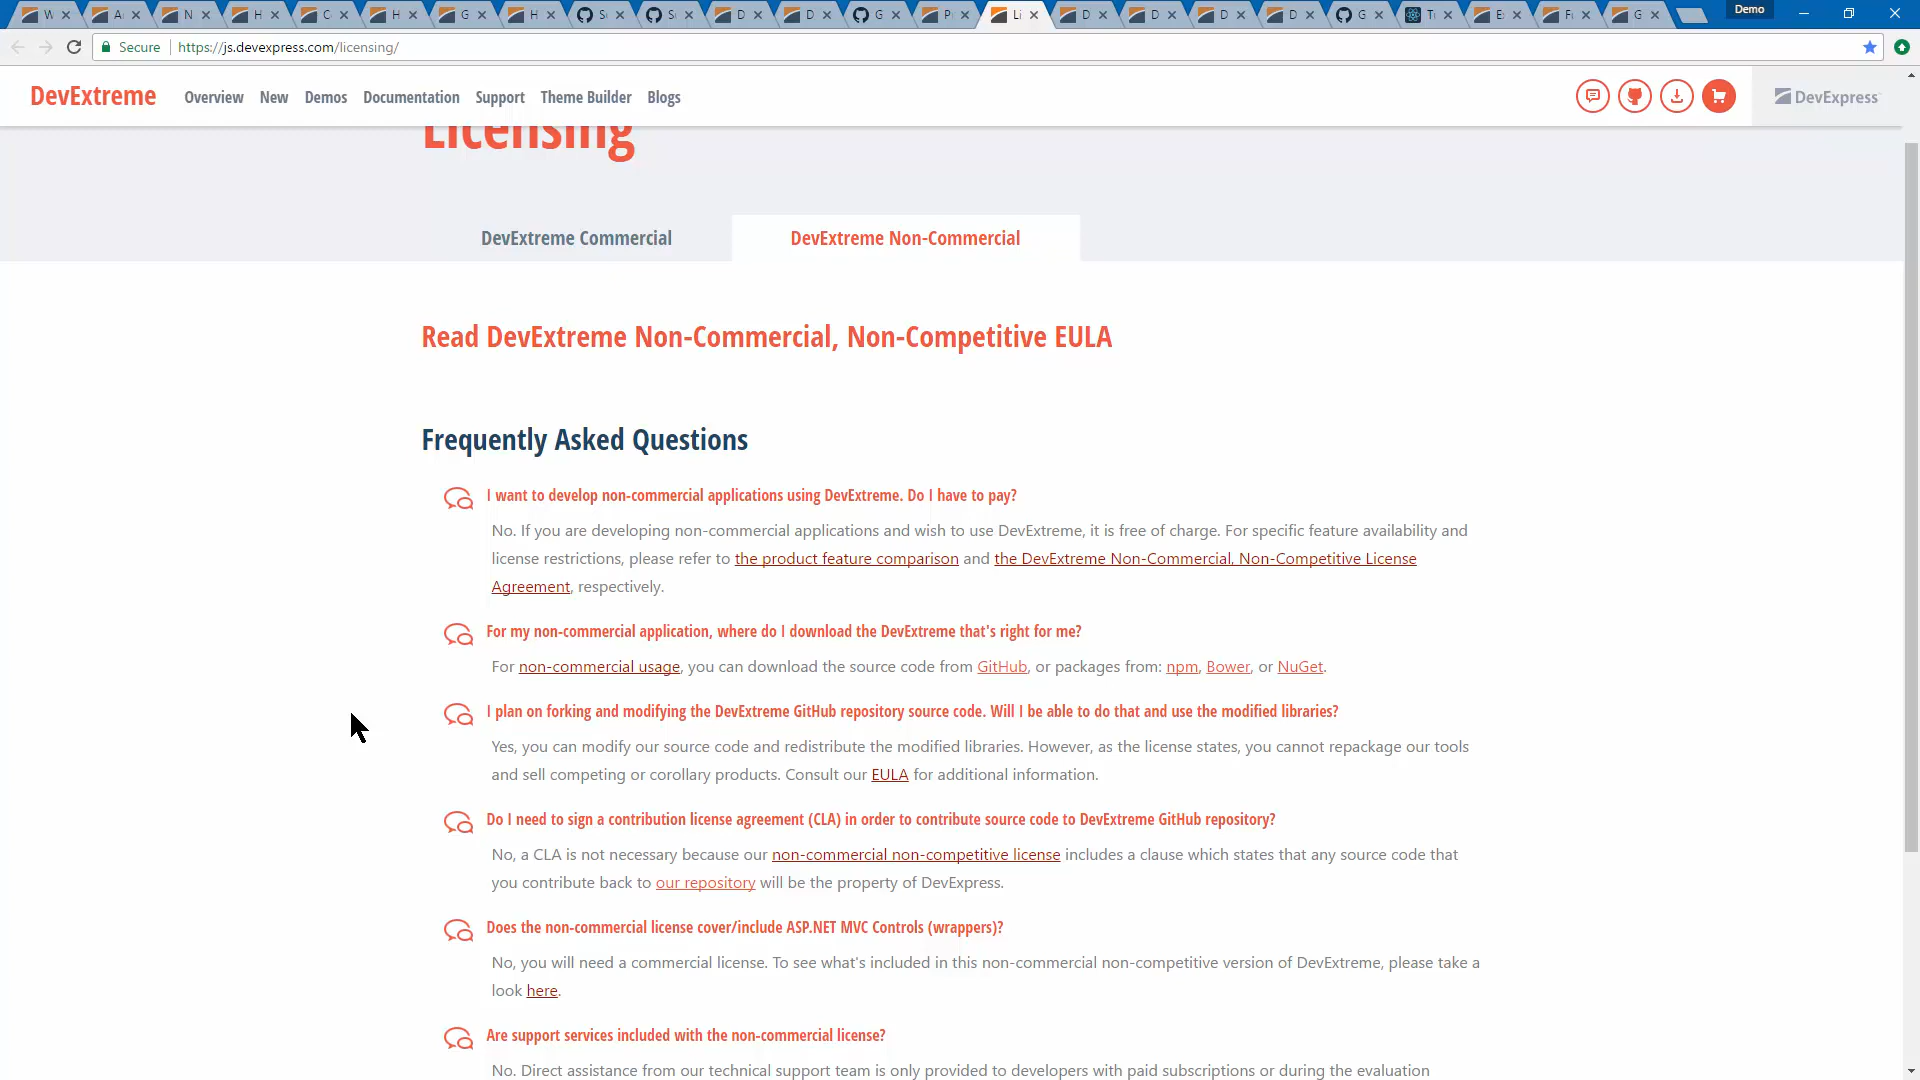 Demo
Secure
https://js.devexpress.com/licensing/
DevExtreme Overview New Demos Documentation Support Theme Builder Blogs DevExpress
Licensing
DevExtreme Commercial DevExtreme Non-Commercial
Read DevExtreme Non-Commercial, Non-Competitive EULA
Frequently Asked Questions
I want to develop non-commercial applications using DevExtreme. Do I have to pay?
No. If you are developing non-commercial applications and wish to use DevExtreme, it is free of charge. For specific feature availability and
license restrictions, please refer to the product feature comparison and the DevExtreme Non-Commercial, Non-Competitive License
Agreement, respectively.
For my non-commercial application, where do I download the DevExtreme that's right for me?
For non-commercial usage, you can download the source code from GitHub, or packages from: npm, Bower, or NuGet.
I plan on forking and modifying the DevExtreme GitHub repository source code. Will I be able to do that and use the modified libraries?
Yes, you can modify our source code and redistribute the modified libraries. However, as the license states, you cannot repackage our tools
and sell competing or corollary products. Consult our EULA for additional information.
Do I need to sign a contribution license agreement (CLA) in order to contribute source code to DevExtreme GitHub repository?
No, a CLA is not necessary because our non-commercial non-competitive license includes a clause which states that any source code that
you contribute back to our repository will be the property of DevExpress.
Does the non-commercial license cover/include ASP.NET MVC Controls (wrappers)?
No, you will need a commercial license. To see what's included in this non-commercial non-competitive version of DevExtreme, please take a
look here.
Are support services included with the non-commercial license?
No. Direct assistance from our technical support team is only provided to developers with paid subscriptions or during the evaluation